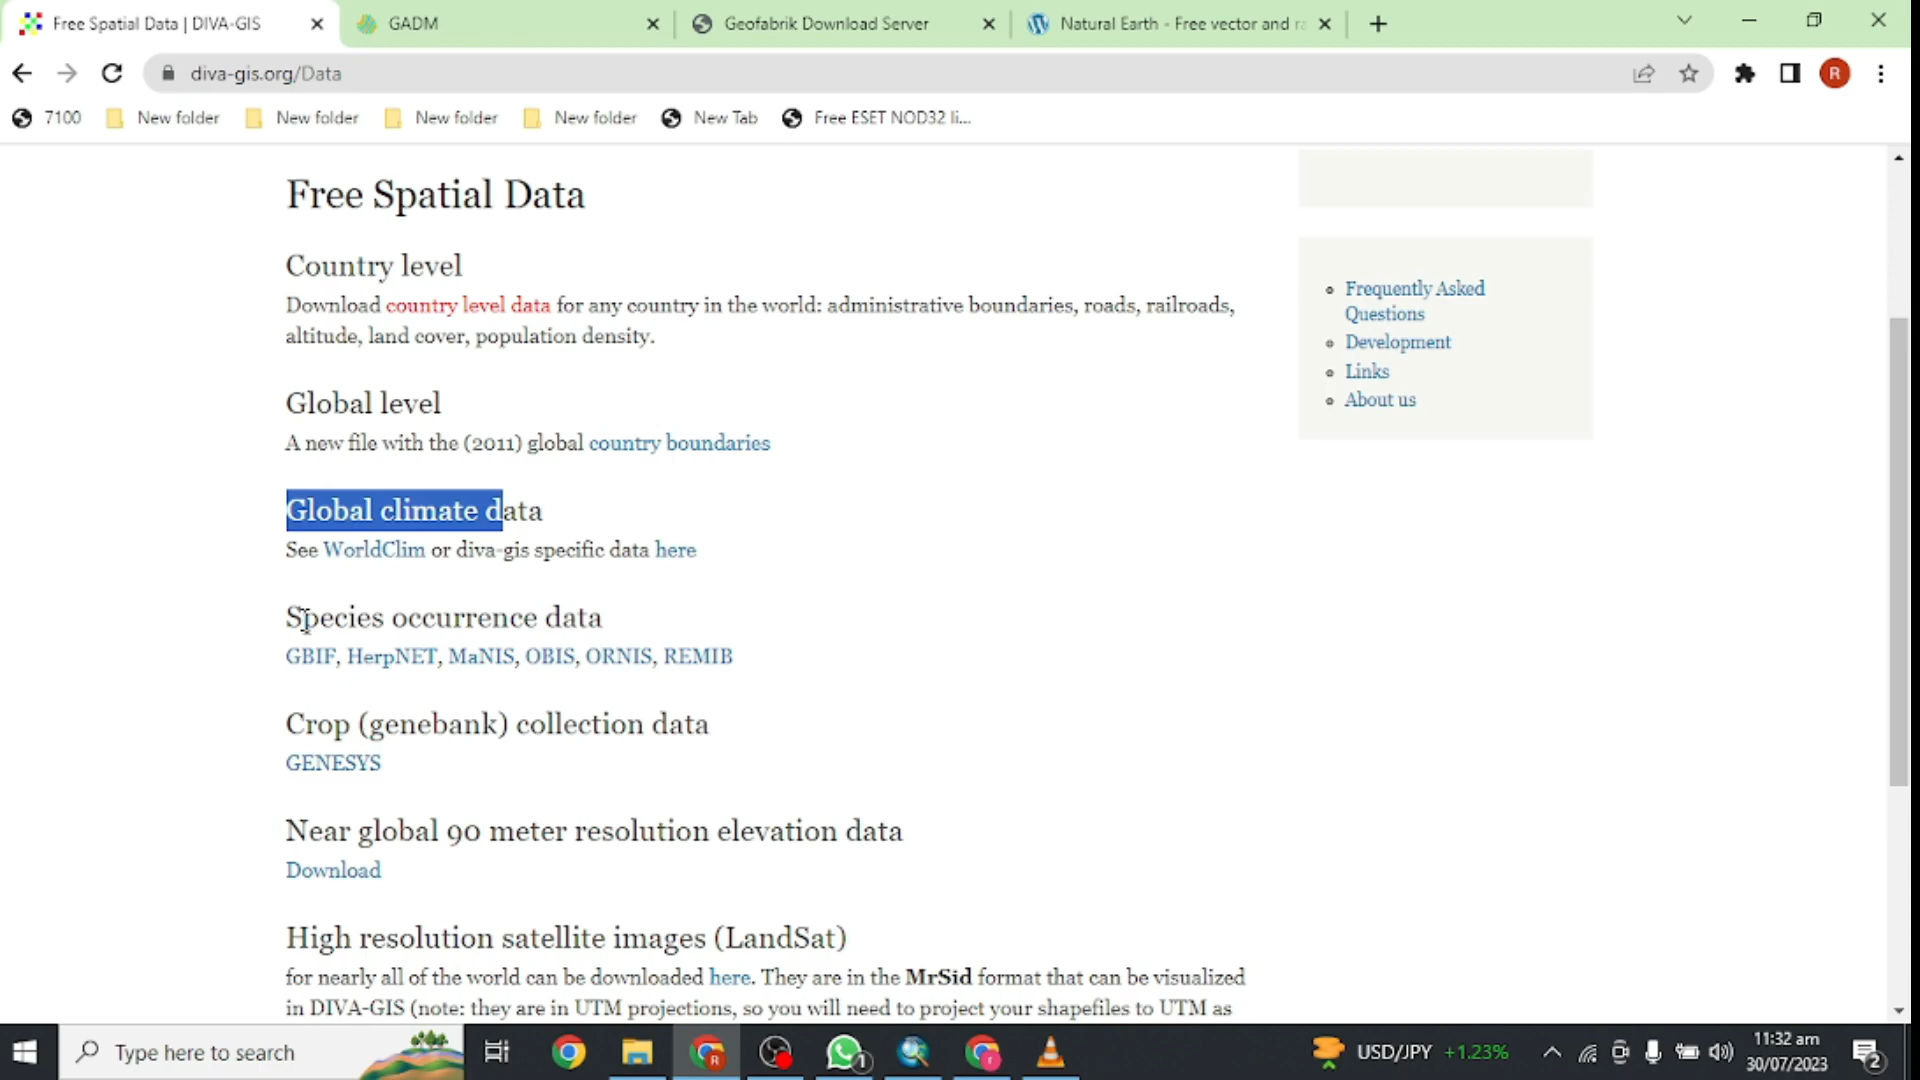 Free Spatial Data | DIVA-GIS
GADM
Geofabrik Download Server
Natural Earth - Free vector and ra
diva-gis.org/Data
R
7100
New folder
New folder
New folder
New folder
New Tab
Free ESET NOD32 li...
Free Spatial Data
Country level
Download country level data for any country in the world: administrative boundaries, roads, railroads,
altitude, land cover, population density.
Global level
A new file with the (2011) global country boundaries
Global climate data
See WorldClim or diva-gis specific data here
Species occurrence data
GBIF, HerpNET, MaNIS, OBIS, ORNIS, REMIB
Crop (genebank) collection data
GENESYS
Near global 90 meter resolution elevation data
Download
High resolution satellite images (LandSat)
for nearly all of the world can be downloaded here. They are in the MrSid format that can be visualized
in DIVA-GIS (note: they are in UTM projections, so you will need to project your shapefiles to UTM as
Frequently Asked
Questions
Development
Links
About us
Type here to search
R
1
r
USD/JPY +1.23%
11:32 am
30/07/2023
2